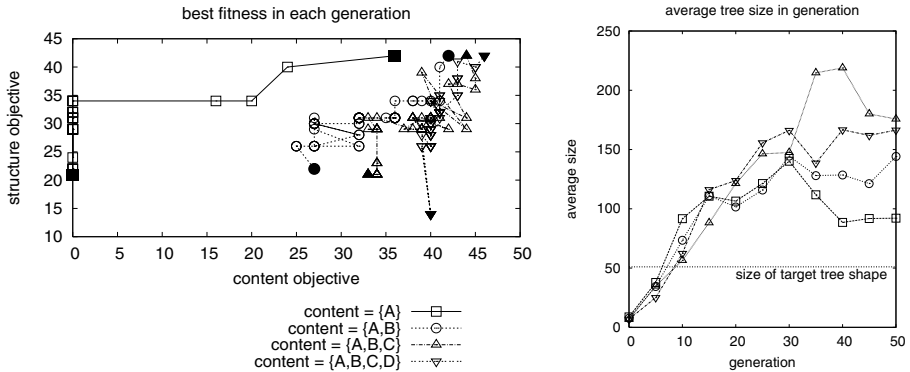 best fitness in each generation
structure objective
45
40
35
30
25
20
15
10
0 5 10 15 20 25 30 35 40 45 50
content objective
content = {A}
content = {A,B}
content = {A,B,C}
content = {A,B,C,D}
average tree size in generation
average size
250
200
150
100
50
0
size of target tree shape
0 10 20 30 40 50
generation